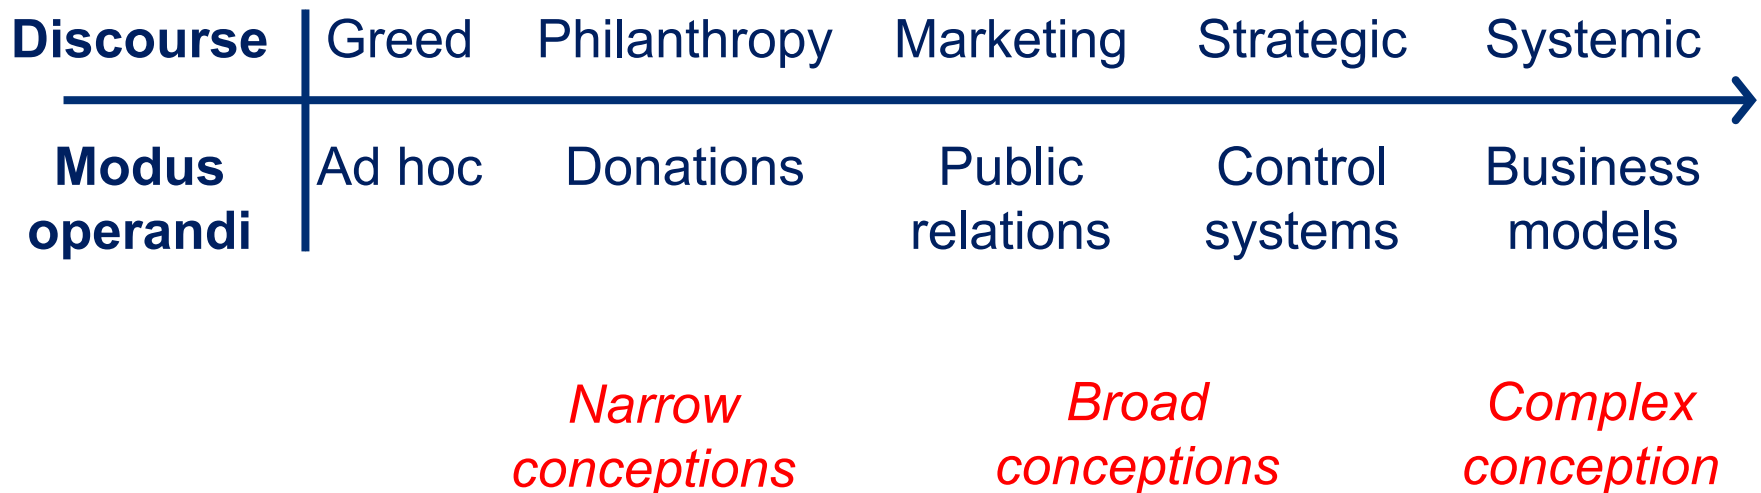 Discourse Greed Philanthropy Marketing Strategic Systemic
Modus Ad hoc Donations Public Control Business
operandi relations systems models
Narrow Broad Complex
conceptions conceptions conception